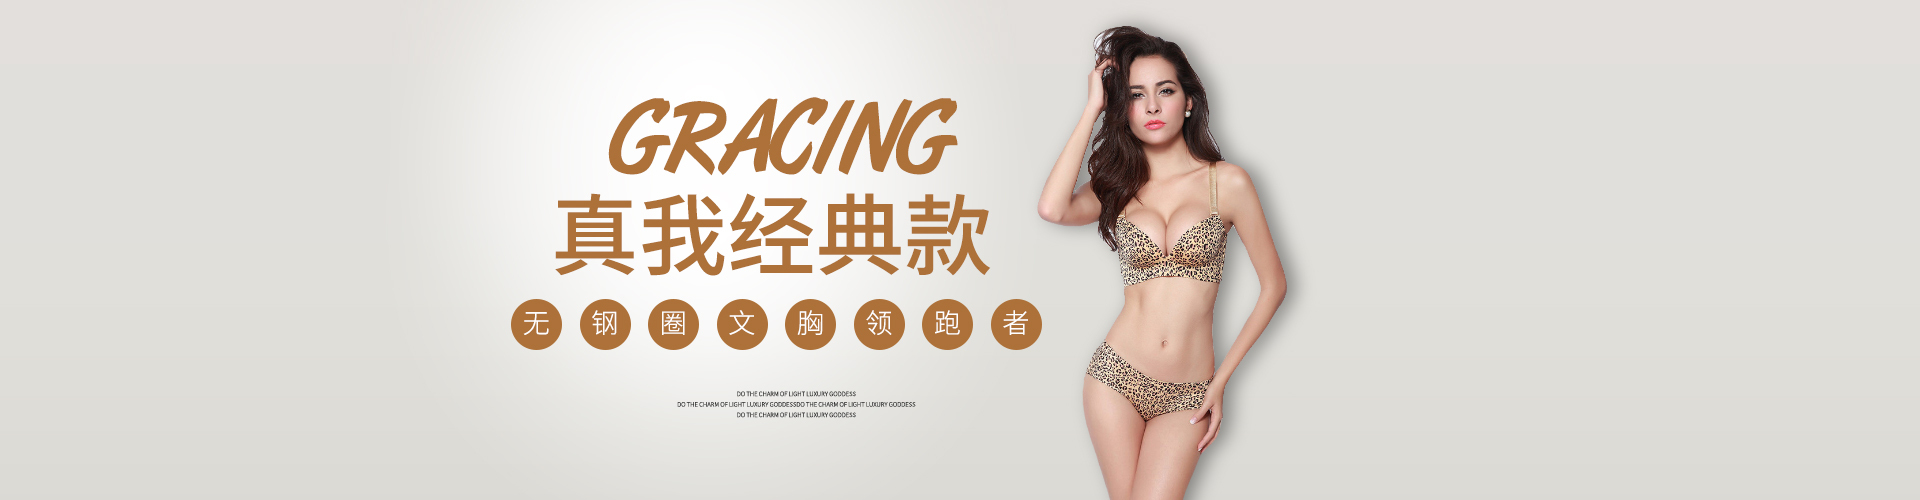 GRACING
真我经典款
无钢圈文胸领跑者
DO THE CHARM OF LIGHT LUXURY GODDESS
DO THE CHARM OF LIGHT LUXURY GODDESSDO THE CHARM OF LIGHT LUXURY GODDESS
DO THE CHARM OF LIGHT LUXURY GODDESS